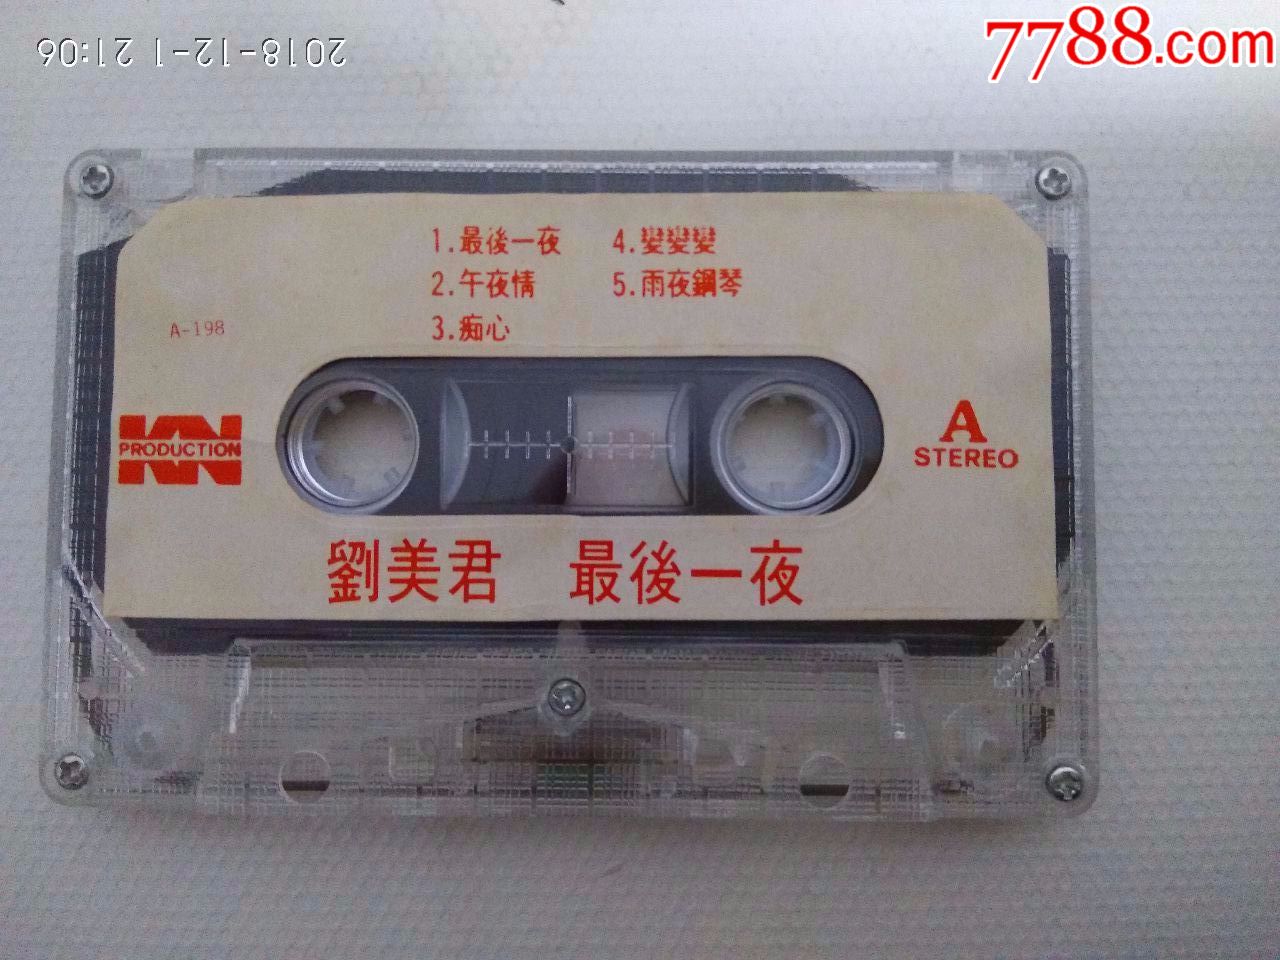 2018-12-1 21:06
7788.com
1.最後一夜 4.變變變
2.午夜情 5.雨夜鋼琴
3.痴心
A-198
KN
PRODUCTION
A
STEREO
劉美君 最後一夜